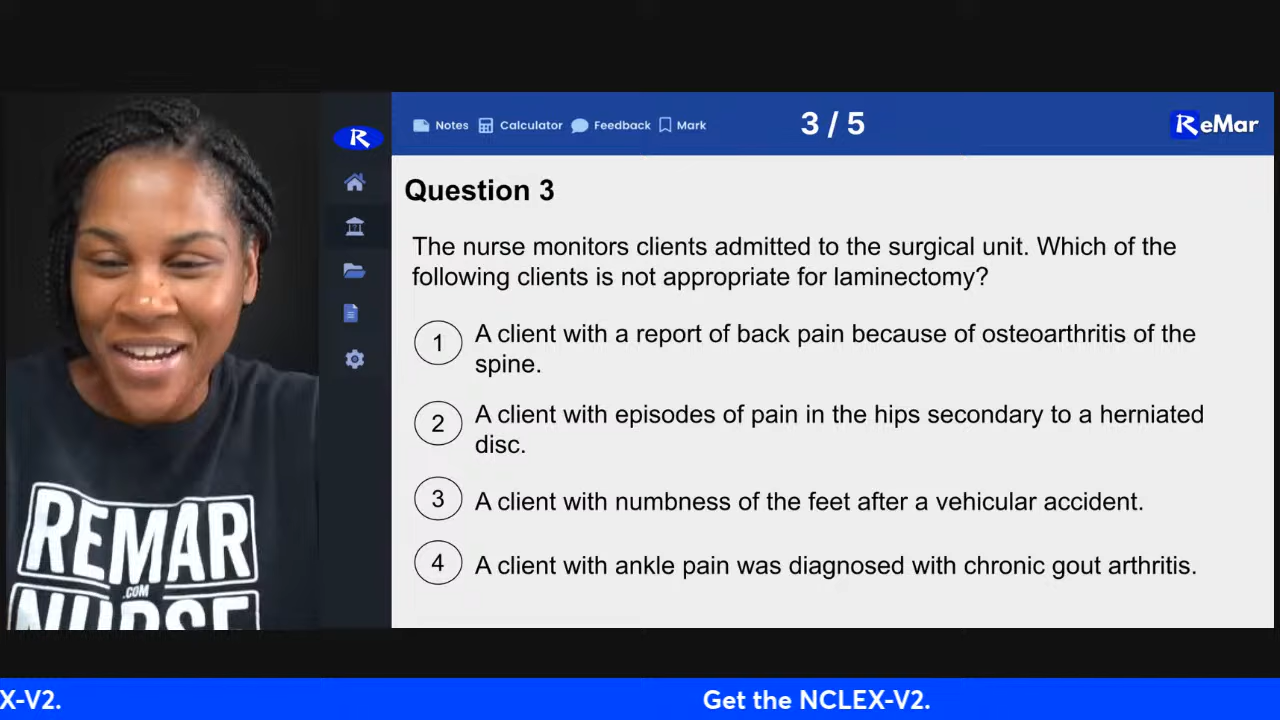 Notes Calculator Feedback Mark 3 / 5 ReMar
R
Question 3
The nurse monitors clients admitted to the surgical unit. Which of the
following clients is not appropriate for laminectomy?
1 A client with a report of back pain because of osteoarthritis of the
spine.
2 A client with episodes of pain in the hips secondary to a herniated
disc.
3 A client with numbness of the feet after a vehicular accident.
4 A client with ankle pain was diagnosed with chronic gout arthritis.
REMAR
.COM
NURSE
X-V2. Get the NCLEX-V2.